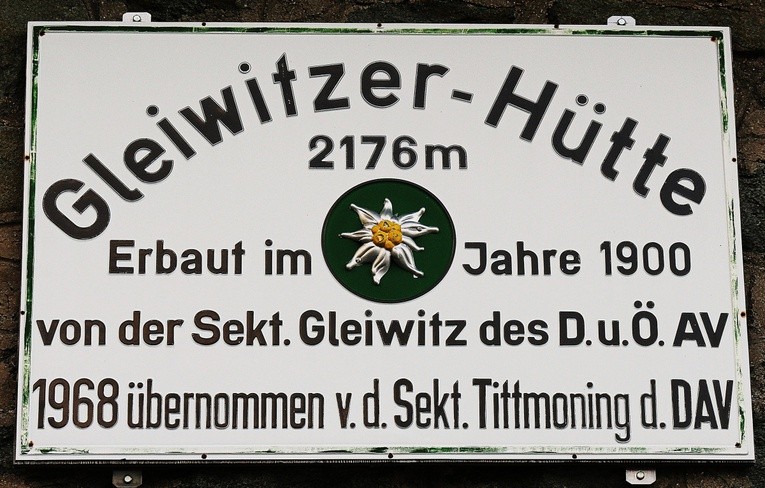 Gleiwitzer-Hütte
2176m
Erbaut im Jahre 1900
von der Sekt. Gleiwitz des D.u.Ö. AV
1968 übernommen v. d. Sekt. Tittmoning d. DAV